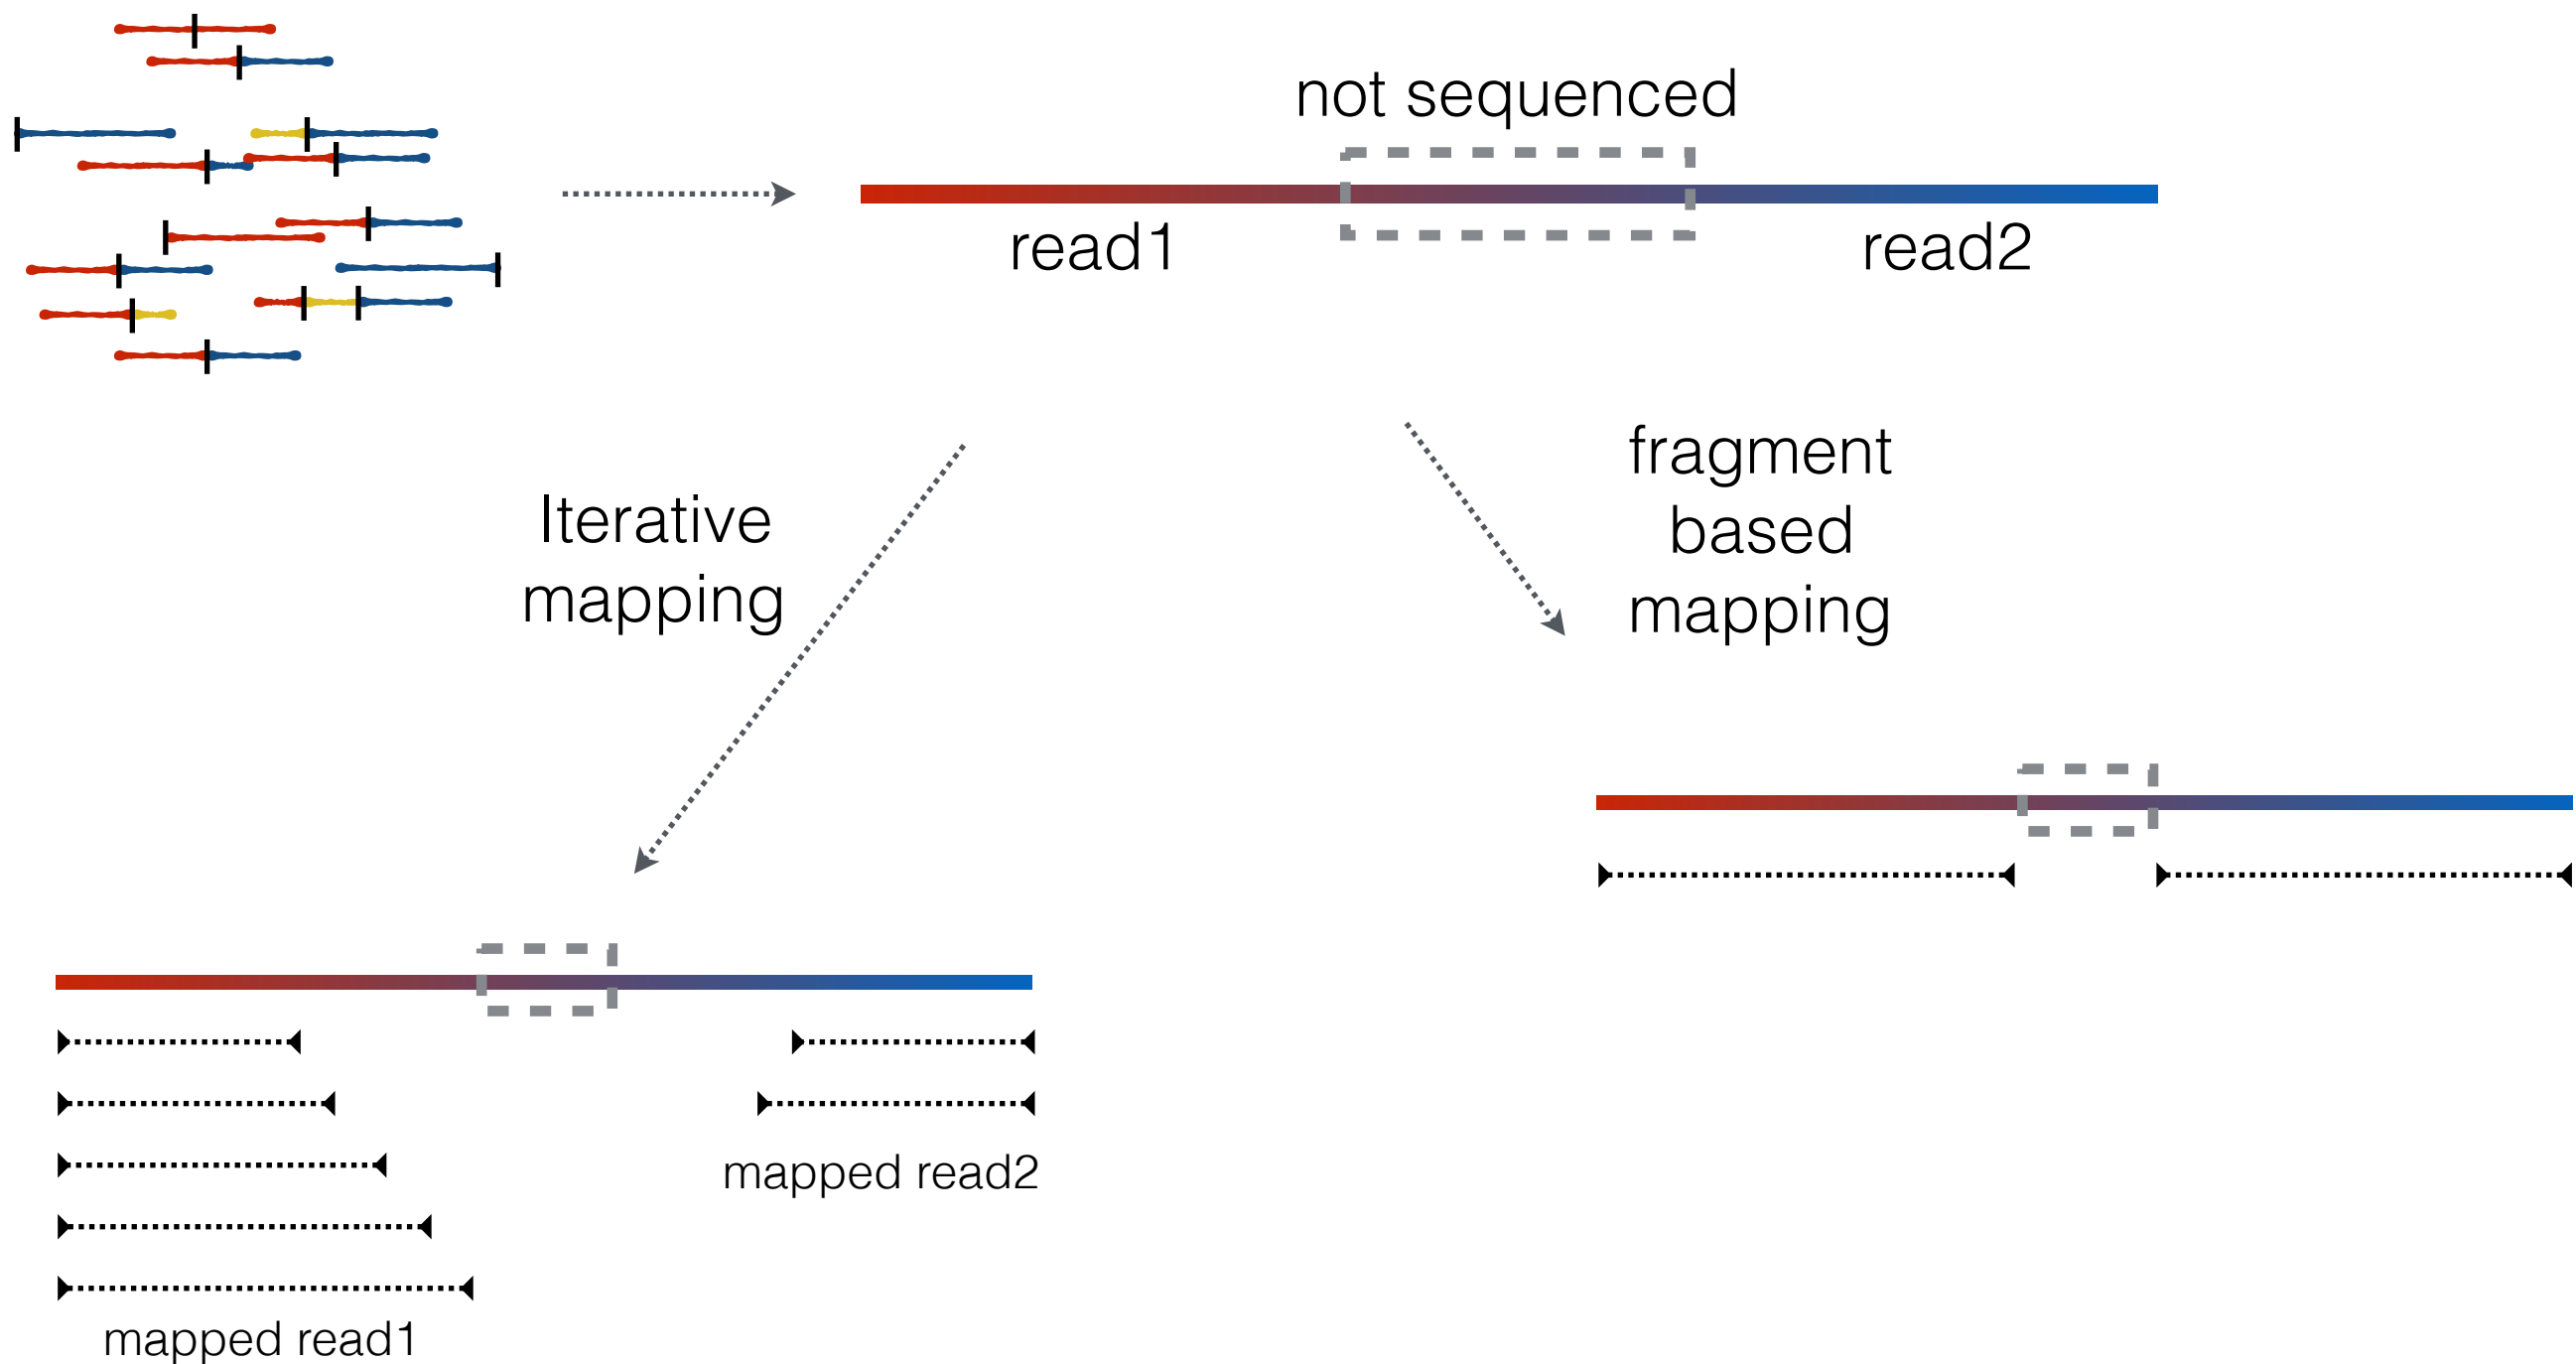 not sequenced
read1
read2
Iterative
mapping
fragment
based
mapping
mapped read2
mapped read1